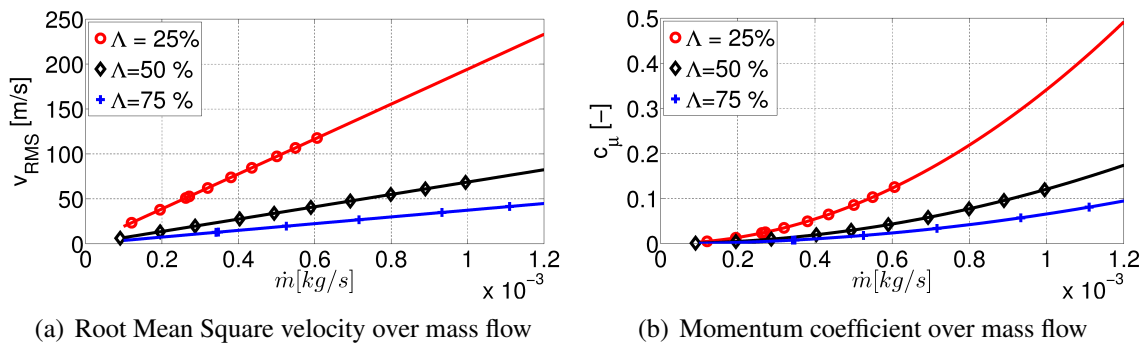 250
200
150
100
50
0
v_RMS [m/s]
Λ = 25%
Λ=50 %
Λ=75 %
0 0.2 0.4 0.6 0.8 1 1.2
ṁ[kg/s]
x 10^-3
(a) Root Mean Square velocity over mass flow
0.5
0.4
0.3
0.2
0.1
0
c_μ [-]
Λ = 25%
Λ=50 %
Λ=75 %
0 0.2 0.4 0.6 0.8 1 1.2
ṁ[kg/s]
x 10^-3
(b) Momentum coefficient over mass flow